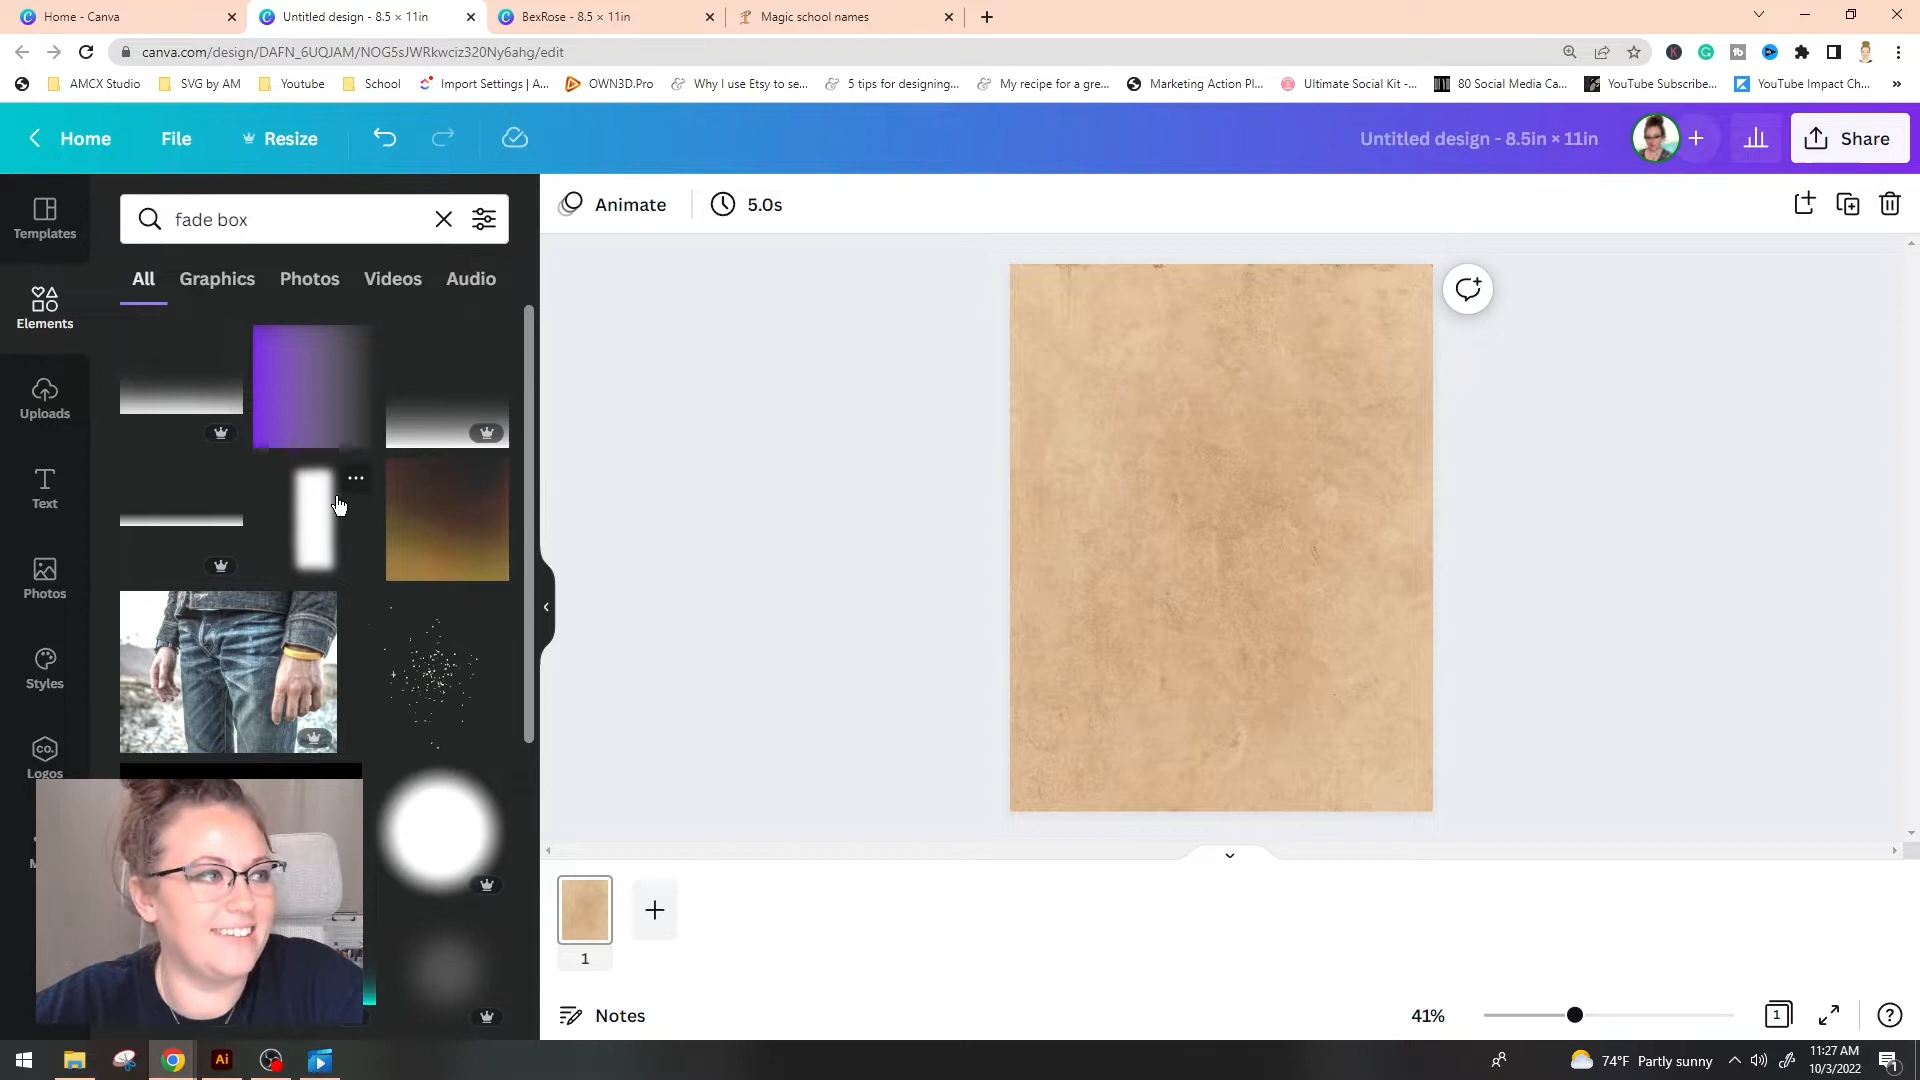 Home - Canva
Untitled design - 8.5 × 11in
BexRose - 8.5 × 11in
Magic school names
canva.com/design/DAFN_6UQJAM/NOG5sJWRkwciz320Ny6ahg/edit
AMCX Studio
SVG by AM
Youtube
School
Import Settings | A...
OWN3D.Pro
Why I use Etsy to se...
5 tips for designing...
My recipe for a gre...
Marketing Action Pl...
Ultimate Social Kit -...
80 Social Media Ca...
YouTube Subscribe...
YouTube Impact Ch...
»
Home
File
Resize
Untitled design - 8.5in × 11in
Share
Templates
Elements
Uploads
Text
Photos
Styles
co.
Logos
fade box
All
Graphics
Photos
Videos
Audio
Animate
5.0s
1
Notes
41%
1
Ai
74°F Partly sunny
11:27 AM
10/3/2022
1